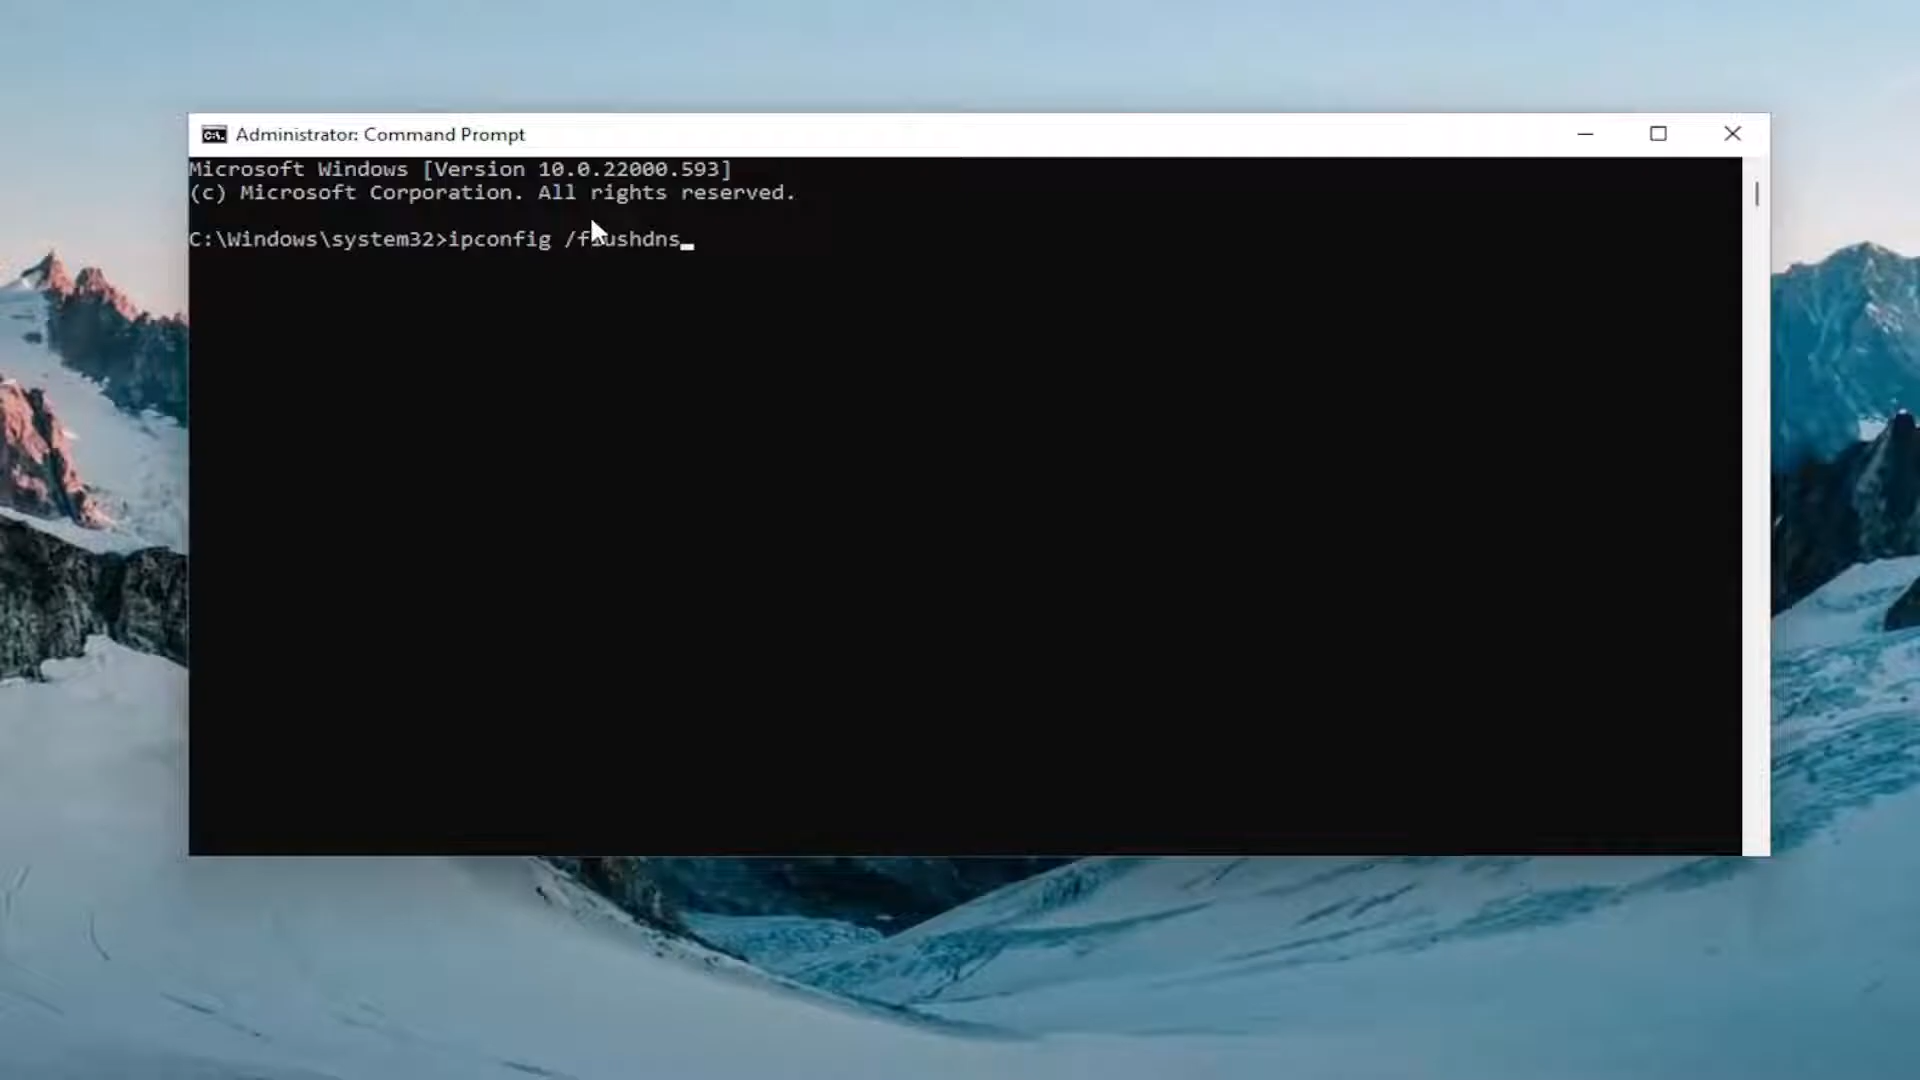 Administrator: Command Prompt
Microsoft Windows [Version 10.0.22000.593]
(c) Microsoft Corporation. All rights reserved.
C:\Windows\system32>ipconfig /flushdns